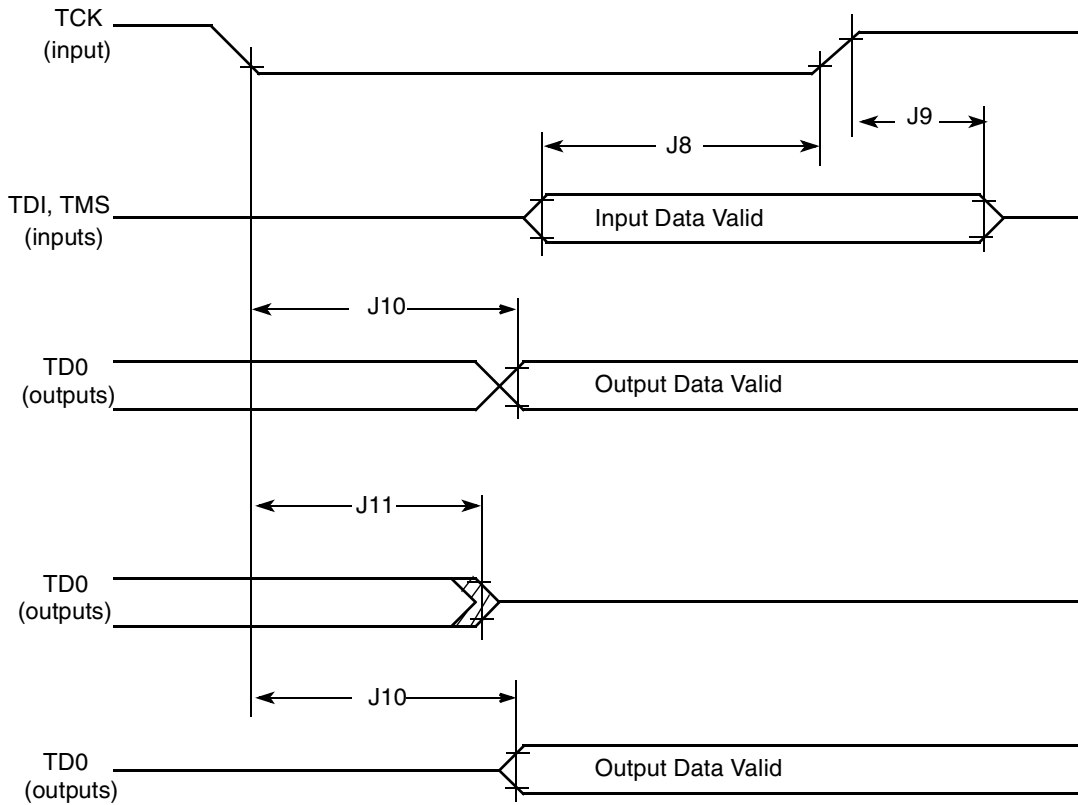 TCK
(input)
J9
J8
TDI, TMS
(inputs)
Input Data Valid
J10
TD0
(outputs)
Output Data Valid
J11
TD0
(outputs)
J10
TD0
(outputs)
Output Data Valid